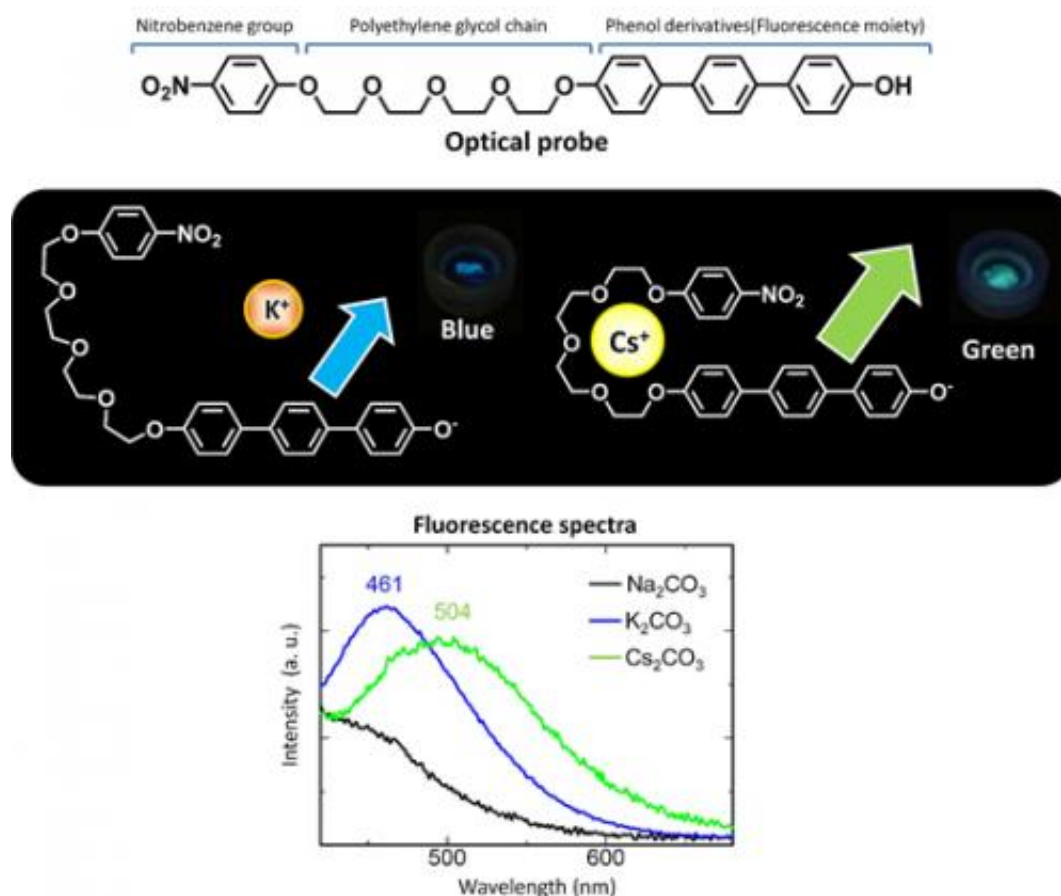 Nitrobenzene group Polyethylene glycol chain Phenol derivatives(Fluorescence moiety)
O₂N O O O O O OH
Optical probe
O NO₂
O
O
O
O O⁻
K⁺
Blue
O O NO₂
O
O O O⁻
Cs⁺
Green
Fluorescence spectra
461
504
Na₂CO₃
K₂CO₃
Cs₂CO₃
Intensity (a. u.)
500 600
Wavelength (nm)